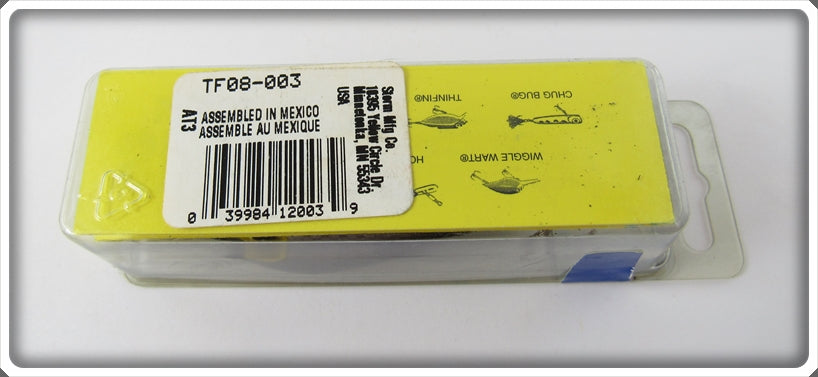 TF08-003
AT3
ASSEMBLED IN MEXICO
ASSEMBLE AU MEXIQUE
0 39984 12003 9
Storm Mfg Co.
10395 Yellow Circle Dr.
Minnetonka, MN 55343
USA
THINFIN®
CHUG BUG®
WIGGLE WART®
HO